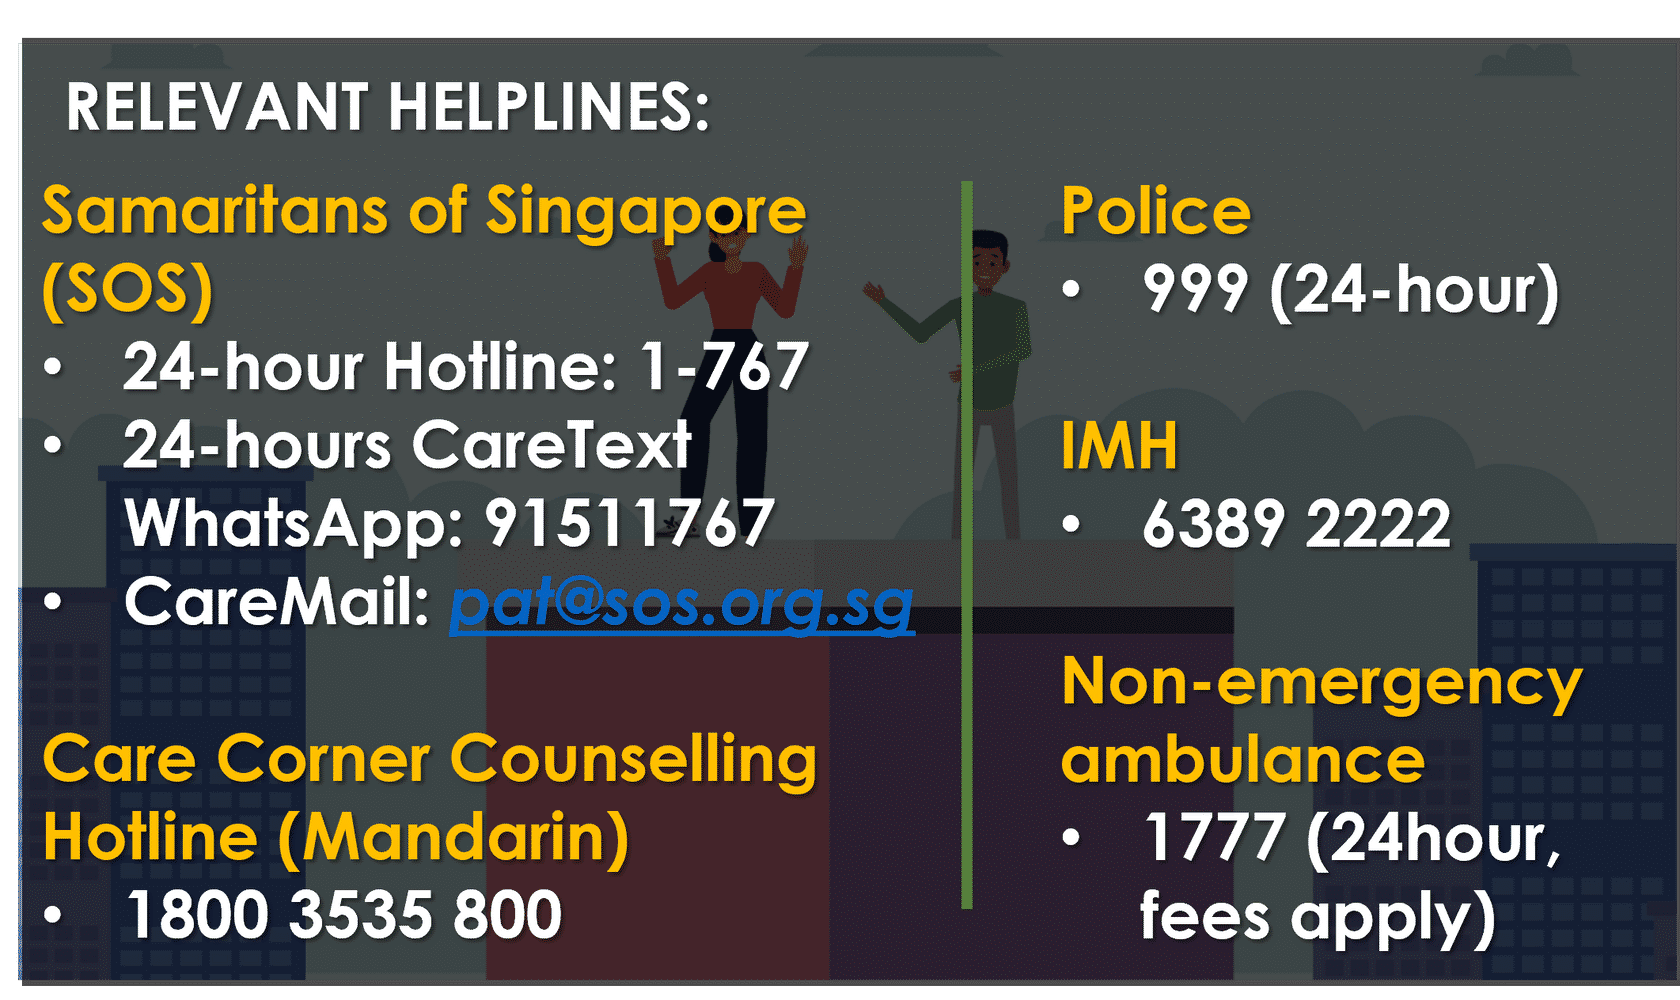 RELEVANT HELPLINES:
Samaritans of Singapore
(SOS)
• 24-hour Hotline: 1-767
• 24-hours CareText
WhatsApp: 91511767
• CareMail: pat@sos.org.sg
Care Corner Counselling
Hotline (Mandarin)
• 1800 3535 800
Police
• 999 (24-hour)
IMH
• 6389 2222
Non-emergency
ambulance
• 1777 (24hour,
fees apply)